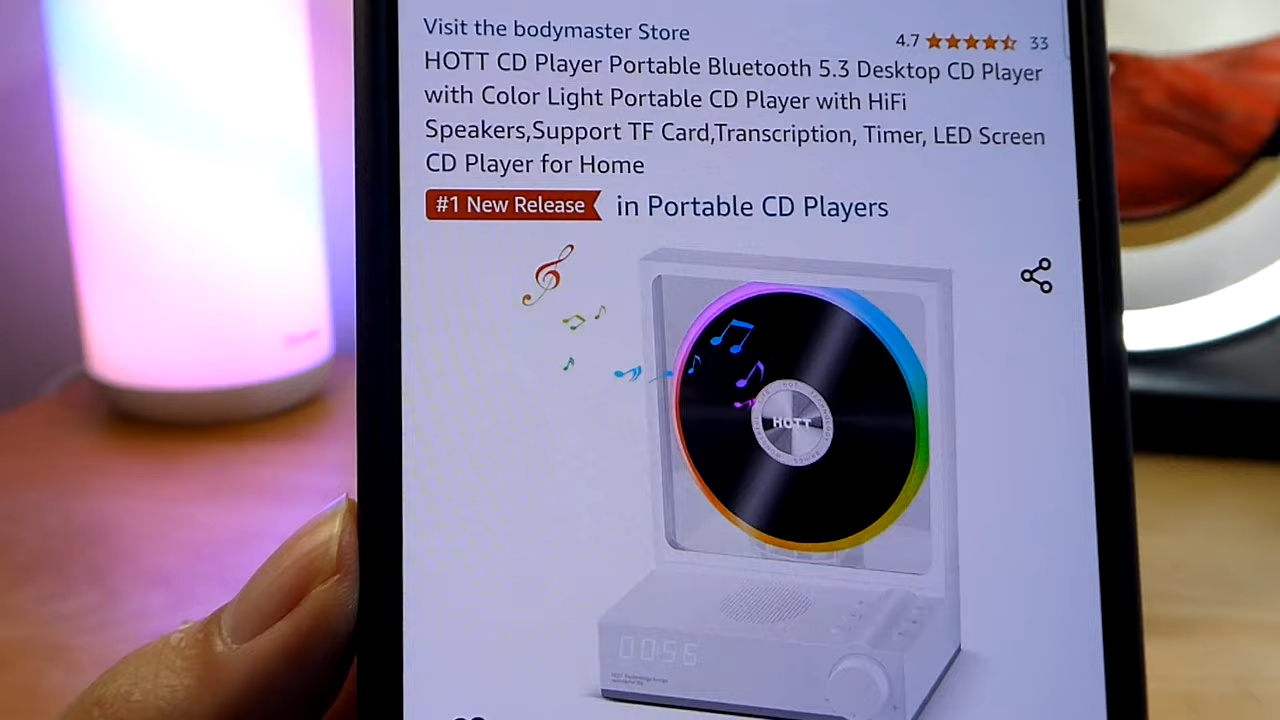 Visit the bodymaster Store
4.7 33
HOTT CD Player Portable Bluetooth 5.3 Desktop CD Player
with Color Light Portable CD Player with HiFi
Speakers,Support TF Card,Transcription, Timer, LED Screen
CD Player for Home
#1 New Release in Portable CD Players
HOTT
00:56